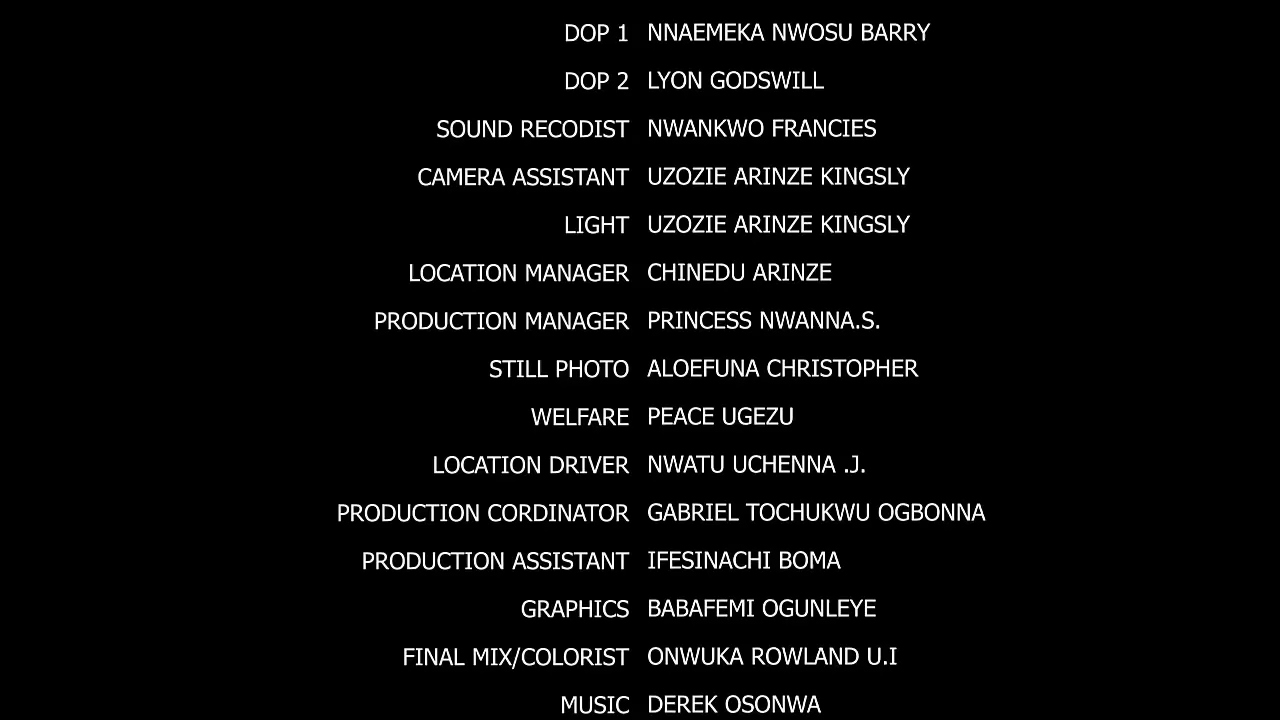 DOP 1 NNAEMEKA NWOSU BARRY
DOP 2 LYON GODSWILL
SOUND RECODIST NWANKWO FRANCIES
CAMERA ASSISTANT UZOZIE ARINZE KINGSLY
LIGHT UZOZIE ARINZE KINGSLY
LOCATION MANAGER CHINEDU ARINZE
PRODUCTION MANAGER PRINCESS NWANNA.S.
STILL PHOTO ALOEFUNA CHRISTOPHER
WELFARE PEACE UGEZU
LOCATION DRIVER NWATU UCHENNA .J.
PRODUCTION CORDINATOR GABRIEL TOCHUKWU OGBONNA
PRODUCTION ASSISTANT IFESINACHI BOMA
GRAPHICS BABAFEMI OGUNLEYE
FINAL MIX/COLORIST ONWUKA ROWLAND U.I
MUSIC DEREK OSONWA